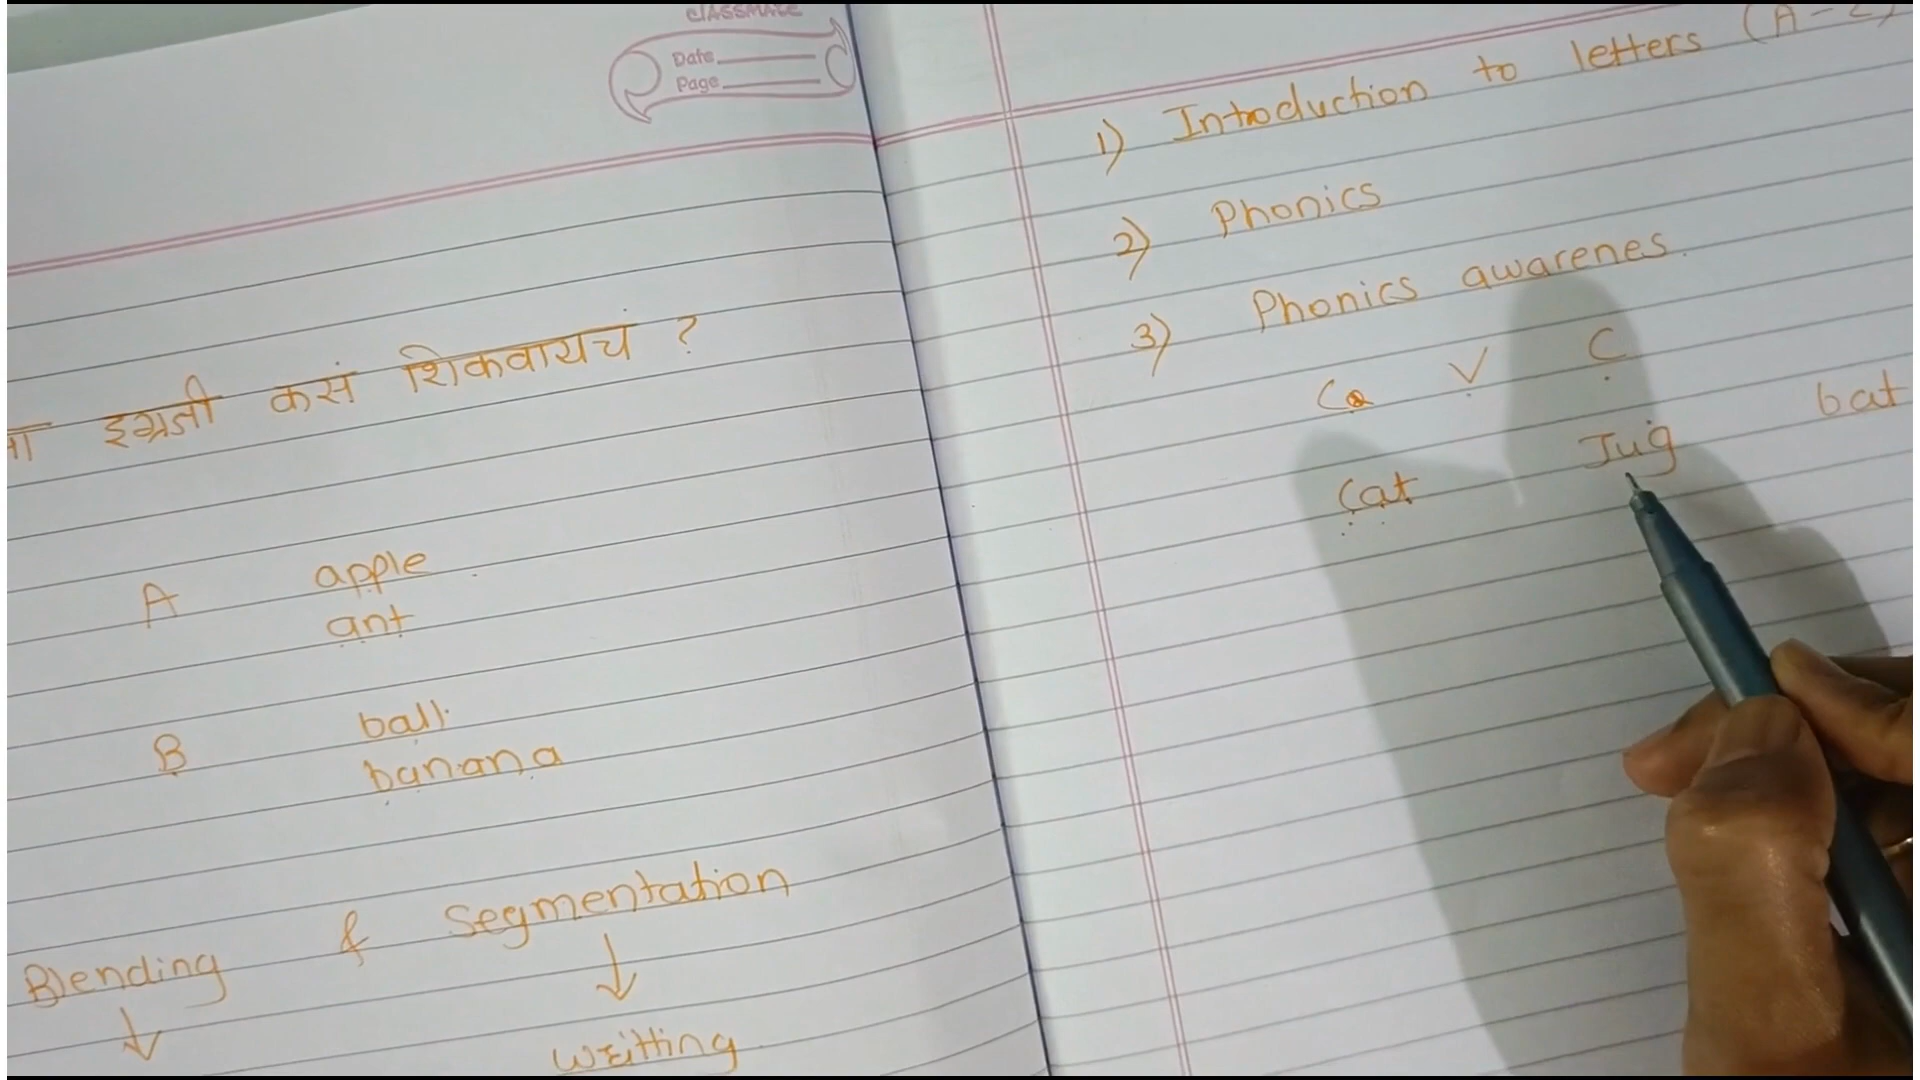 classmate
Date
Page
इंग्रजी कसं शिकवायचं ?
A apple
ant
B ball
banana
Blending & Segmentation
writting
1) Introduction to letters (A-Z)
2) Phonics
3) Phonics awarenes
C V C
cat Jug bat